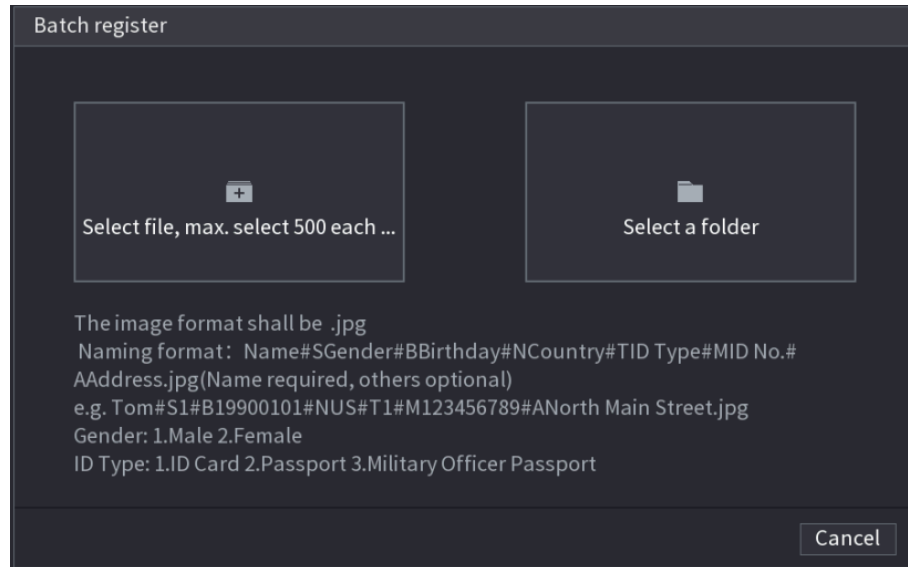 Batch register
Select file, max. select 500 each ...
Select a folder
The image format shall be .jpg
Naming format： Name#SGender#BBirthday#NCountry#TID Type#MID No.#
AAddress.jpg(Name required, others optional)
e.g. Tom#S1#B19900101#NUS#T1#M123456789#ANorth Main Street.jpg
Gender: 1.Male 2.Female
ID Type: 1.ID Card 2.Passport 3.Military Officer Passport
Cancel